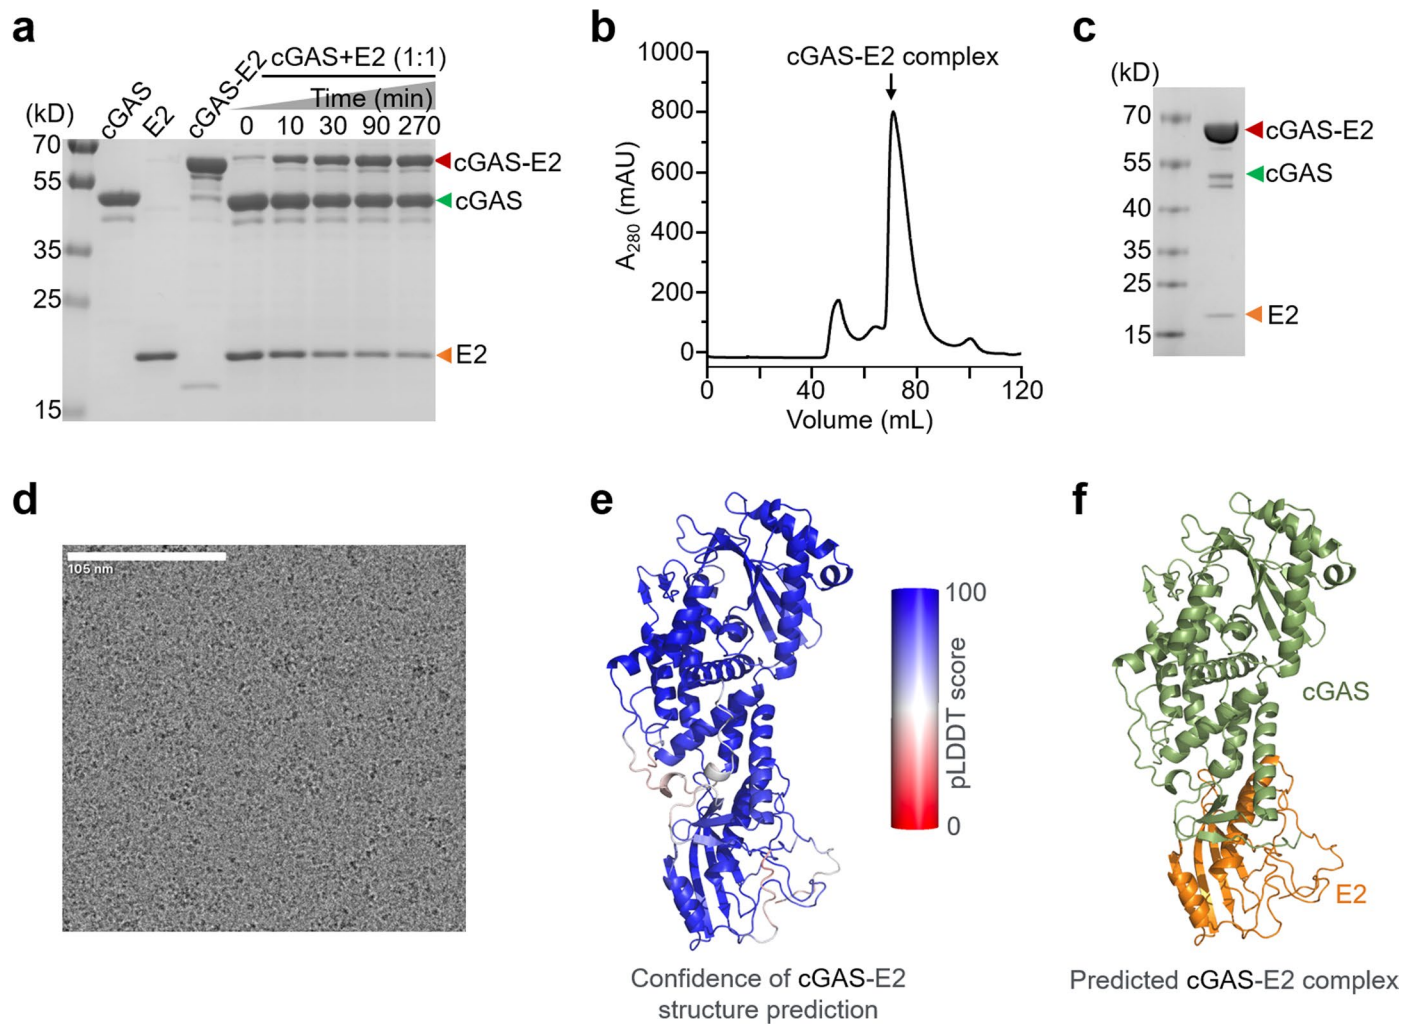 a
cGAS
E2
cGAS-E2
cGAS+E2 (1:1)
Time (min)
(kD)
0 10 30 90 270
70
55
35
25
15
cGAS-E2
cGAS
E2
b
cGAS-E2 complex
1000
800
600
400
200
0
A280 (mAU)
0 40 80 120
Volume (mL)
c
(kD)
70
55
40
35
25
15
cGAS-E2
cGAS
E2
d
105 nm
e
100
pLDDT score
0
Confidence of cGAS-E2
structure prediction
f
cGAS
E2
Predicted cGAS-E2 complex